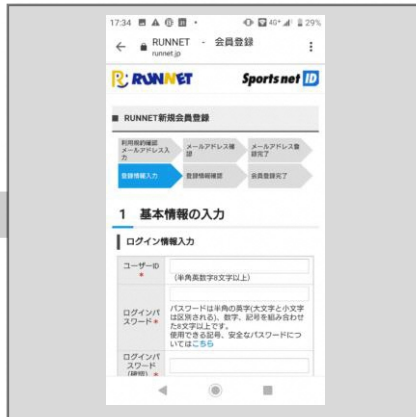 17:34
40+ 29%
RUNNET - 会員登録
runnet.jp
RUNNET Sports net ID
■ RUNNET新規会員登録
利用規約確認
メールアドレス入
力
メールアドレス確
認
メールアドレス登
録完了
登録情報入力
登録情報確認
会員登録完了
1 基本情報の入力
ログイン情報入力
ユーザーID
*
(半角英数字8文字以上)
ログインパ
スワード*
パスワードは半角の英字(大文字と小文字
は区別される)、数字、記号を組み合わせ
た8文字以上です。
使用できる記号、安全なパスワードにつ
いてはこちら
ログインパ
スワード
(確認) *